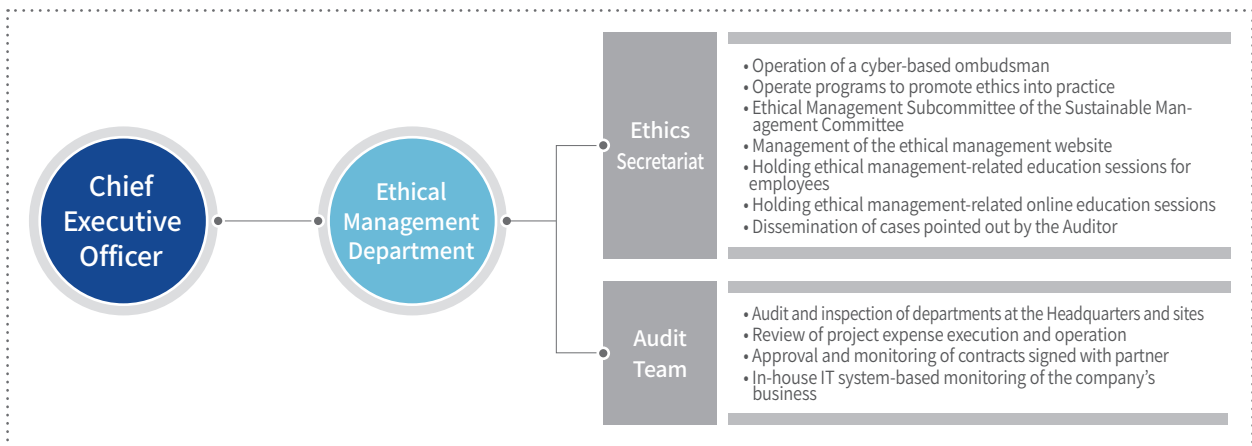 Chief
Executive
Officer
Ethical
Management
Department
Ethics
Secretariat
• Operation of a cyber-based ombudsman
• Operate programs to promote ethics into practice
• Ethical Management Subcommittee of the Sustainable Man-
agement Committee
• Management of the ethical management website
• Holding ethical management-related education sessions for
employees
• Holding ethical management-related online education sessions
• Dissemination of cases pointed out by the Auditor
Audit
Team
• Audit and inspection of departments at the Headquarters and sites
• Review of project expense execution and operation
• Approval and monitoring of contracts signed with partner
• In-house IT system-based monitoring of the company's
business